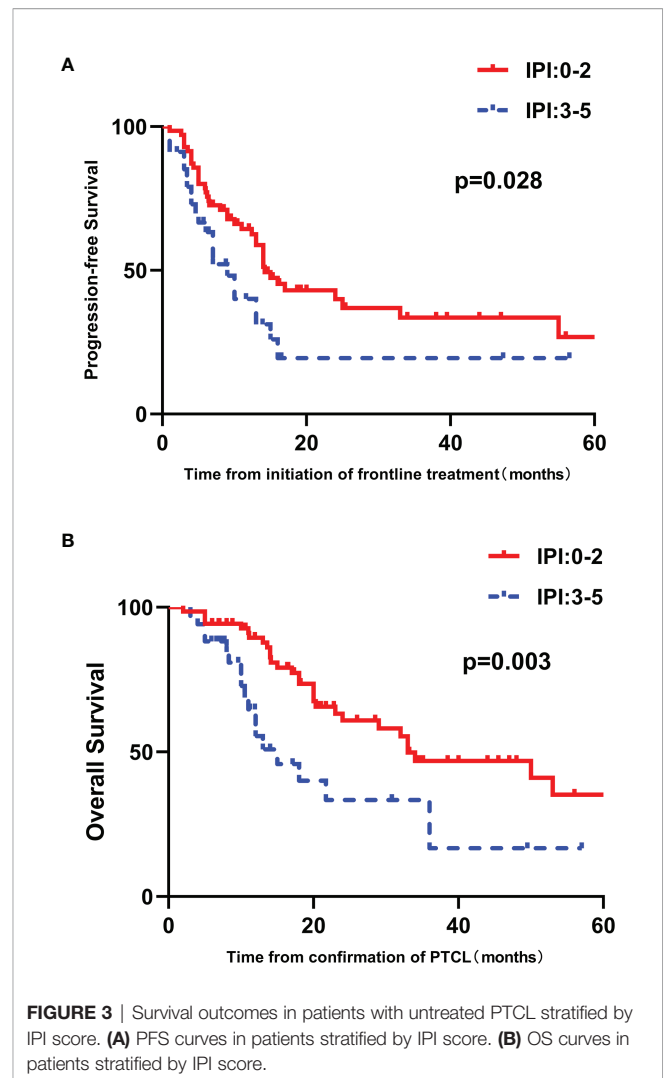 A
IPI:0-2
IPI:3-5
p=0.028
Progression-free Survival
100
50
0
0 20 40 60
Time from initiation of frontline treatment（months）
B
IPI:0-2
IPI:3-5
p=0.003
Overall Survival
100
50
0
0 20 40 60
Time from confirmation of PTCL（months）
FIGURE 3 | Survival outcomes in patients with untreated PTCL stratified by
IPI score. (A) PFS curves in patients stratified by IPI score. (B) OS curves in
patients stratified by IPI score.